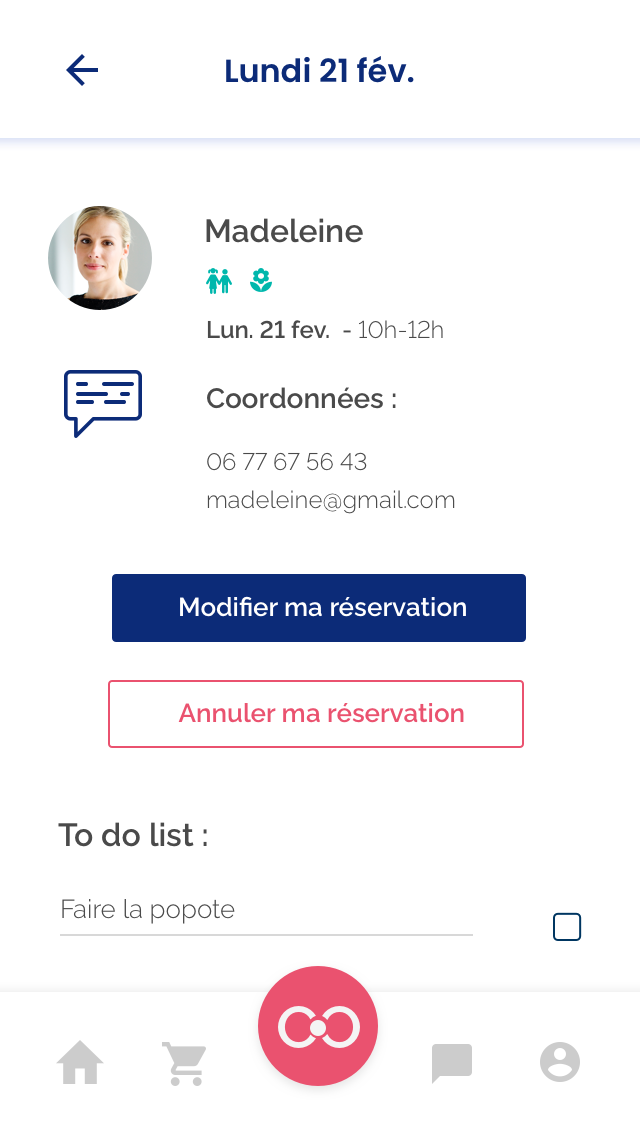 Lundi 21 fév.
Madeleine
Lun. 21 fev. - 10h-12h
Coordonnées :
06 77 67 56 43
madeleine@gmail.com
Modifier ma réservation
Annuler ma réservation
To do list :
Faire la popote